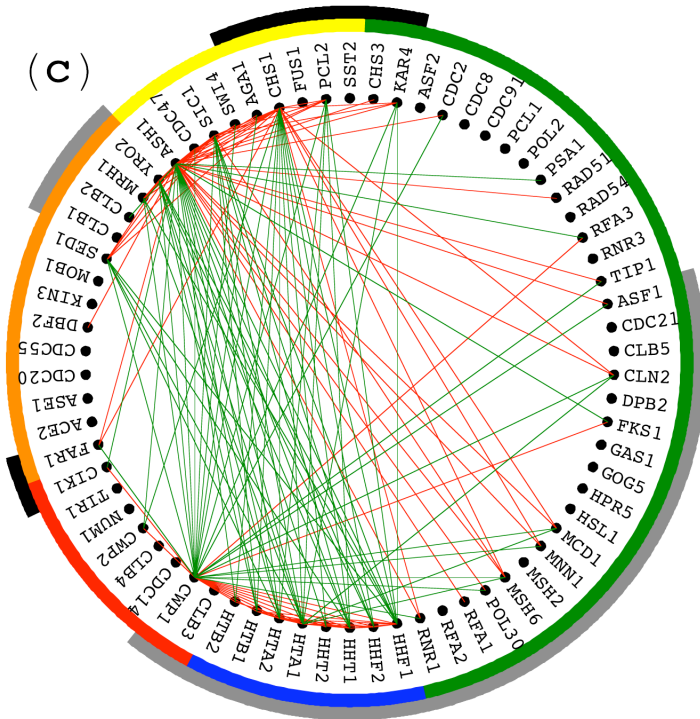 (c)
SST2
CHS3
KAR4
ASF2
CDC2
CDC8
CDC91
PCL1
POL2
PSA1
RAD51
RAD54
RFA3
RNR3
TIP1
ASF1
CDC21
CLB5
CLN2
DPB2
FKS1
GAS1
GOG5
HPR5
HSL1
MCD1
MNN1
MSH2
MSH6
POL30
RFA1
RFA2
RNR1
HHF1
HHF2
HHT1
HHT2
HTA1
HTA2
HTB1
HTB2
CLB3
CWP1
CDC14
CLB4
CWP2
NUM1
TIR1
CIK1
FAR1
ACE2
ASE1
CDC20
CDC55
DBF2
KIN3
MOB1
SED1
CLB1
CLB2
MRH1
YRO2
ASH1
CDC47
SIC1
SWI4
AGA1
CHS1
FUS1
PCL2